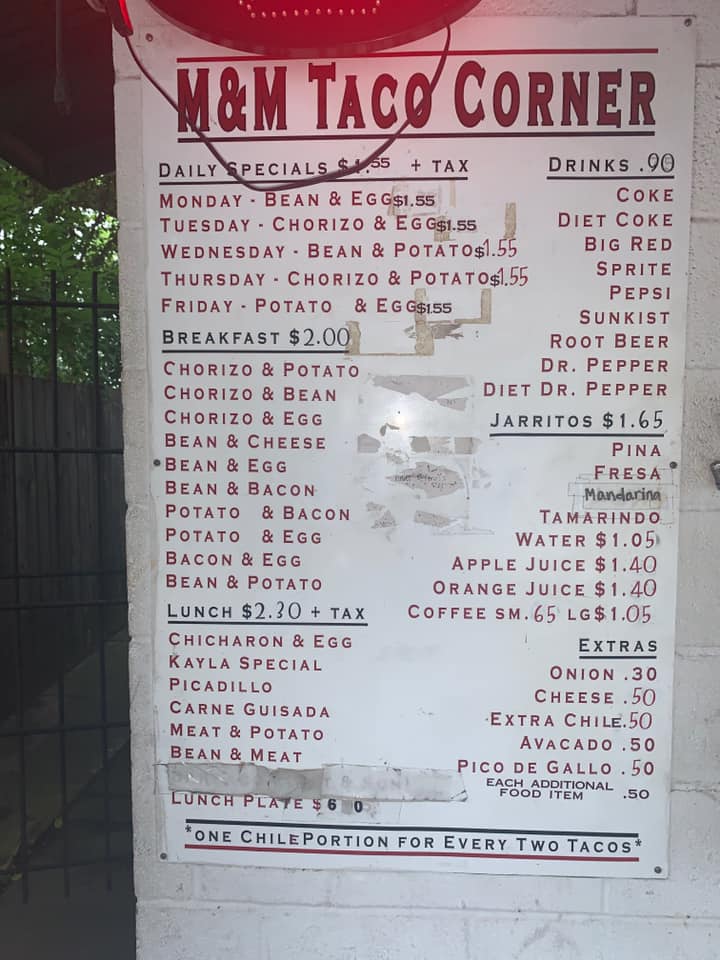 M&M TACO CORNER
DAILY SPECIALS $1.55 + TAX
MONDAY - BEAN & EGG $1.55
TUESDAY - CHORIZO & EGG $1.55
WEDNESDAY - BEAN & POTATO $1.55
THURSDAY - CHORIZO & POTATO $1.55
FRIDAY - POTATO & EGG $1.55
BREAKFAST $2.00
CHORIZO & POTATO
CHORIZO & BEAN
CHORIZO & EGG
BEAN & CHEESE
BEAN & EGG
BEAN & BACON
POTATO & BACON
POTATO & EGG
BACON & EGG
BEAN & POTATO
LUNCH $2.30 + TAX
CHICHARON & EGG
KAYLA SPECIAL
PICADILLO
CARNE GUISADA
MEAT & POTATO
BEAN & MEAT
LUNCH PLATE $6 0
DRINKS .90
COKE
DIET COKE
BIG RED
SPRITE
PEPSI
SUNKIST
ROOT BEER
DR. PEPPER
DIET DR. PEPPER
JARRITOS $1.65
PINA
FRESA
Mandarina
TAMARINDO
WATER $1.05
APPLE JUICE $1.40
ORANGE JUICE $1.40
COFFEE SM. 65 LG $1.05
EXTRAS
ONION .30
CHEESE .50
EXTRA CHILE .50
AVACADO .50
PICO DE GALLO .50
EACH ADDITIONAL
FOOD ITEM .50
*ONE CHILE PORTION FOR EVERY TWO TACOS*